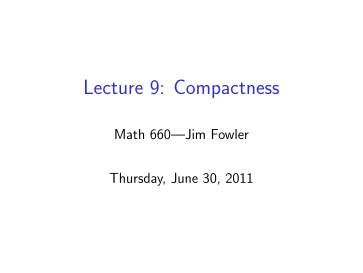 Lecture 9: Compactness
Math 660—Jim Fowler
Thursday, June 30, 2011